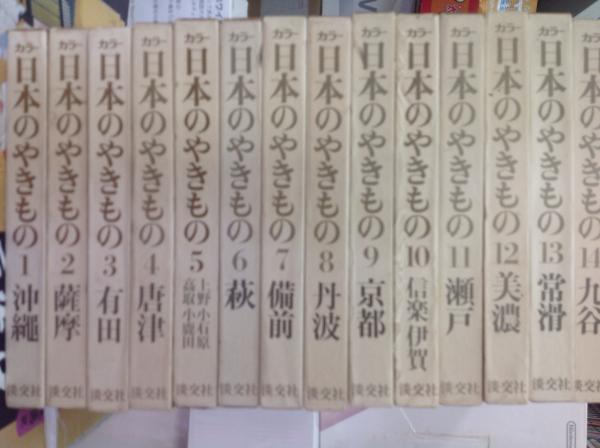 カラー 日本のやきもの 1 沖縄 淡交社
カラー 日本のやきもの 2 薩摩 淡交社
カラー 日本のやきもの 3 有田 淡交社
カラー 日本のやきもの 4 唐津 淡交社
カラー 日本のやきもの 5 上野 小石原 高取 小鹿田 淡交社
カラー 日本のやきもの 6 萩 淡交社
カラー 日本のやきもの 7 備前 淡交社
カラー 日本のやきもの 8 丹波 淡交社
カラー 日本のやきもの 9 京都 淡交社
カラー 日本のやきもの 10 信楽・伊賀 淡交社
カラー 日本のやきもの 11 瀬戸 淡交社
カラー 日本のやきもの 12 美濃 淡交社
カラー 日本のやきもの 13 常滑 淡交社
カラー 日本のやきもの 14 九谷 淡交社